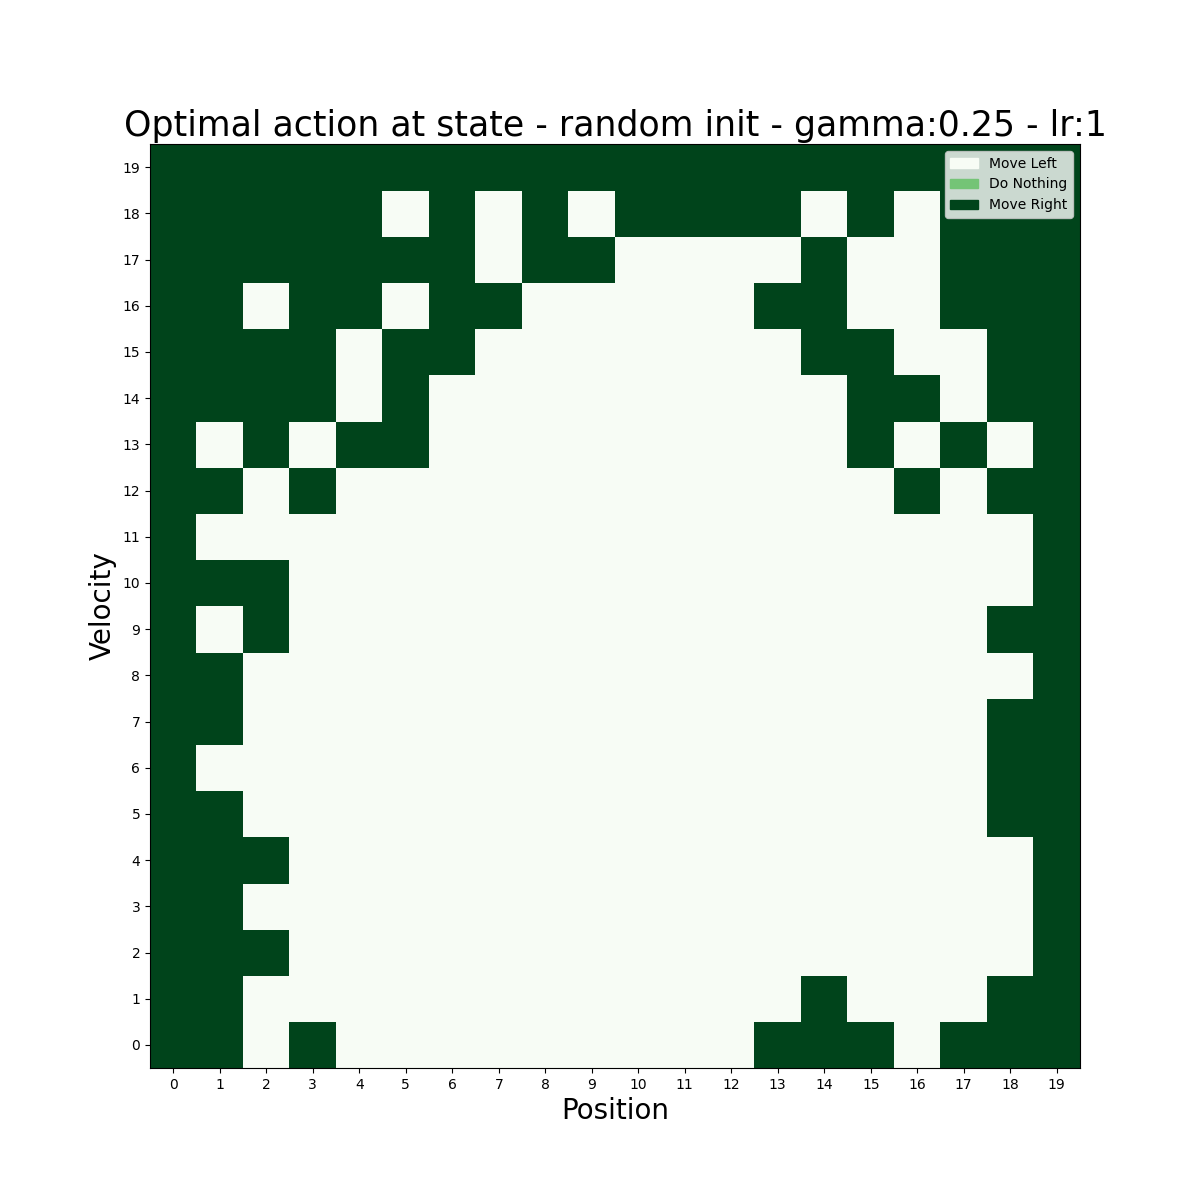 Optimal action at state - random init - gamma:0.25 - lr:1
Move Left
Do Nothing
Move Right
Velocity
19
18
17
16
15
14
13
12
11
10
9
8
7
6
5
4
3
2
1
0
0 1 2 3 4 5 6 7 8 9 10 11 12 13 14 15 16 17 18 19
Position